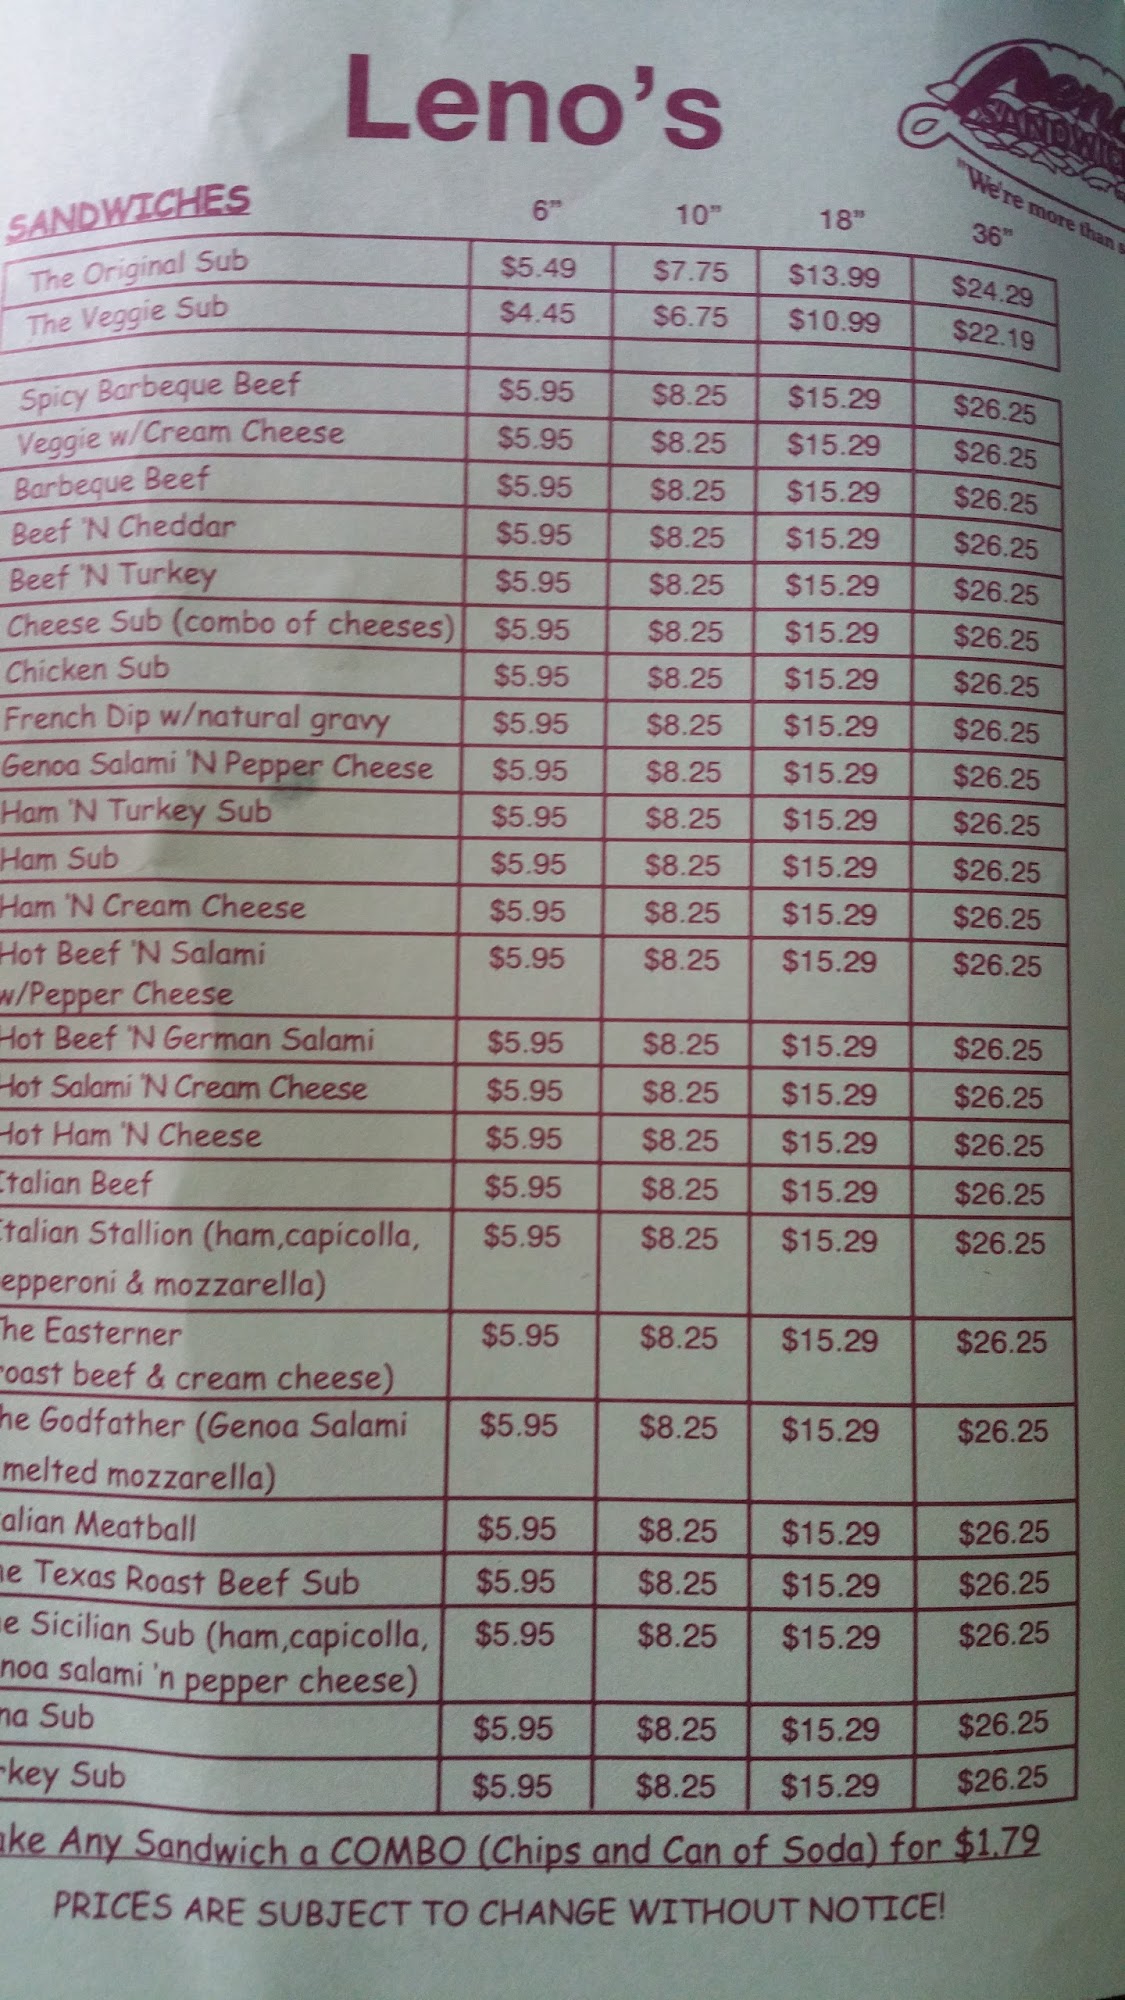 Leno's
SANDWICH
"We're more than
SANDWICHES 6" 10" 18" 36"
The Original Sub $5.49 $7.75 $13.99 $24.29
The Veggie Sub $4.45 $6.75 $10.99 $22.19
Spicy Barbeque Beef $5.95 $8.25 $15.29 $26.25
Veggie w/Cream Cheese $5.95 $8.25 $15.29 $26.25
Barbeque Beef $5.95 $8.25 $15.29 $26.25
Beef 'N Cheddar $5.95 $8.25 $15.29 $26.25
Beef 'N Turkey $5.95 $8.25 $15.29 $26.25
Cheese Sub (combo of cheeses) $5.95 $8.25 $15.29 $26.25
Chicken Sub $5.95 $8.25 $15.29 $26.25
French Dip w/natural gravy $5.95 $8.25 $15.29 $26.25
Genoa Salami 'N Pepper Cheese $5.95 $8.25 $15.29 $26.25
Ham 'N Turkey Sub $5.95 $8.25 $15.29 $26.25
Ham Sub $5.95 $8.25 $15.29 $26.25
Ham 'N Cream Cheese $5.95 $8.25 $15.29 $26.25
Hot Beef 'N Salami $5.95 $8.25 $15.29 $26.25
w/Pepper Cheese
Hot Beef 'N German Salami $5.95 $8.25 $15.29 $26.25
Hot Salami 'N Cream Cheese $5.95 $8.25 $15.29 $26.25
Hot Ham 'N Cheese $5.95 $8.25 $15.29 $26.25
Italian Beef $5.95 $8.25 $15.29 $26.25
Italian Stallion (ham,capicolla, $5.95 $8.25 $15.29 $26.25
epperoni & mozzarella)
he Easterner $5.95 $8.25 $15.29 $26.25
roast beef & cream cheese)
he Godfather (Genoa Salami $5.95 $8.25 $15.29 $26.25
melted mozzarella)
alian Meatball $5.95 $8.25 $15.29 $26.25
e Texas Roast Beef Sub $5.95 $8.25 $15.29 $26.25
e Sicilian Sub (ham,capicolla, $5.95 $8.25 $15.29 $26.25
noa salami 'n pepper cheese)
na Sub $5.95 $8.25 $15.29 $26.25
rkey Sub $5.95 $8.25 $15.29 $26.25
ake Any Sandwich a COMBO (Chips and Can of Soda) for $1.79
PRICES ARE SUBJECT TO CHANGE WITHOUT NOTICE!